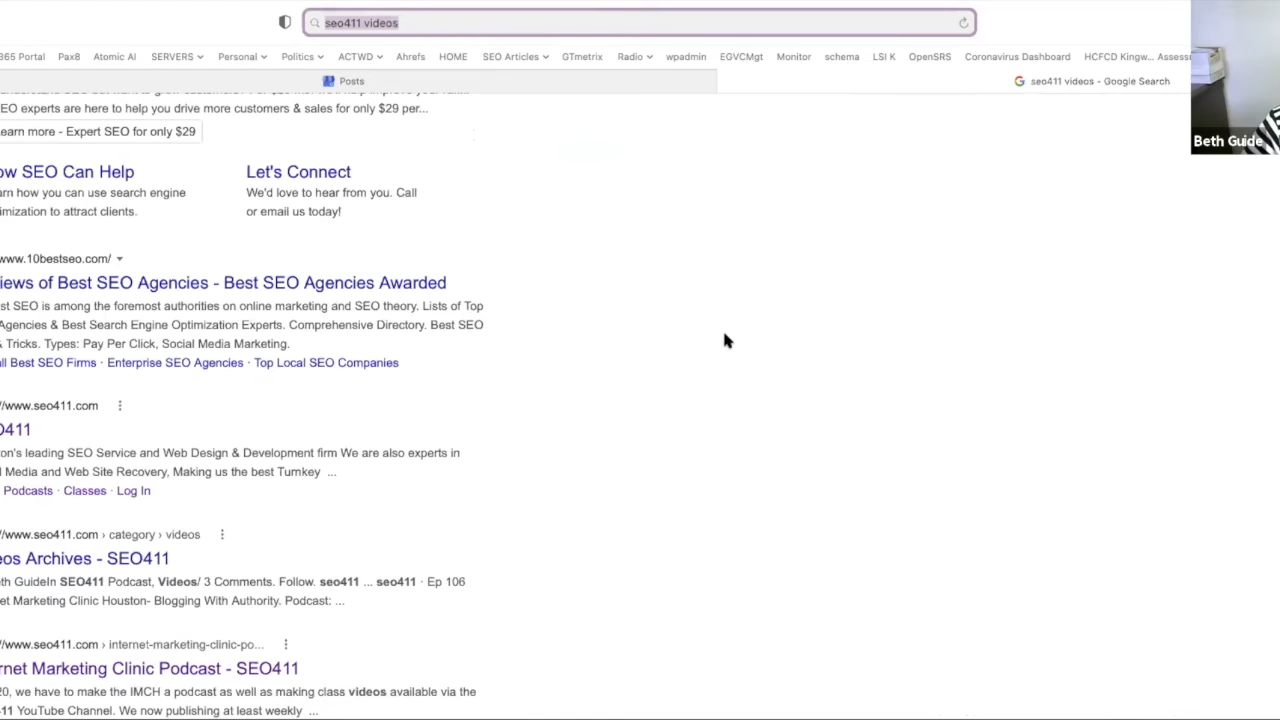 seo411 videos
365 Portal Pax8 Atomic AI SERVERS Personal Politics ACTWD Ahrefs HOME SEO Articles GTmetrix Radio wpadmin EGVCMgt Monitor schema LSI K OpenSRS Coronavirus Dashboard HCFCD Kingw... Assess
Posts
seo411 videos - Google Search
EO experts are here to help you drive more customers & sales for only $29 per...
earn more - Expert SEO for only $29
ow SEO Can Help
Let's Connect
arn how you can use search engine
We'd love to hear from you. Call
imization to attract clients.
or email us today!
www.10bestseo.com/
iews of Best SEO Agencies - Best SEO Agencies Awarded
st SEO is among the foremost authorities on online marketing and SEO theory. Lists of Top
Agencies & Best Search Engine Optimization Experts. Comprehensive Directory. Best SEO
& Tricks. Types: Pay Per Click, Social Media Marketing.
all Best SEO Firms · Enterprise SEO Agencies · Top Local SEO Companies
//www.seo411.com
O411
ton's leading SEO Service and Web Design & Development firm We are also experts in
l Media and Web Site Recovery, Making us the best Turnkey ...
Podcasts · Classes · Log In
//www.seo411.com › category › videos
eos Archives - SEO411
eth GuideIn SEO411 Podcast, Videos/ 3 Comments. Follow. seo411 ... seo411 · Ep 106
et Marketing Clinic Houston- Blogging With Authority. Podcast: ...
//www.seo411.com › internet-marketing-clinic-po...
rnet Marketing Clinic Podcast - SEO411
20, we have to make the IMCH a podcast as well as making class videos available via the
11 YouTube Channel. We now publishing at least weekly ...
Beth Guide